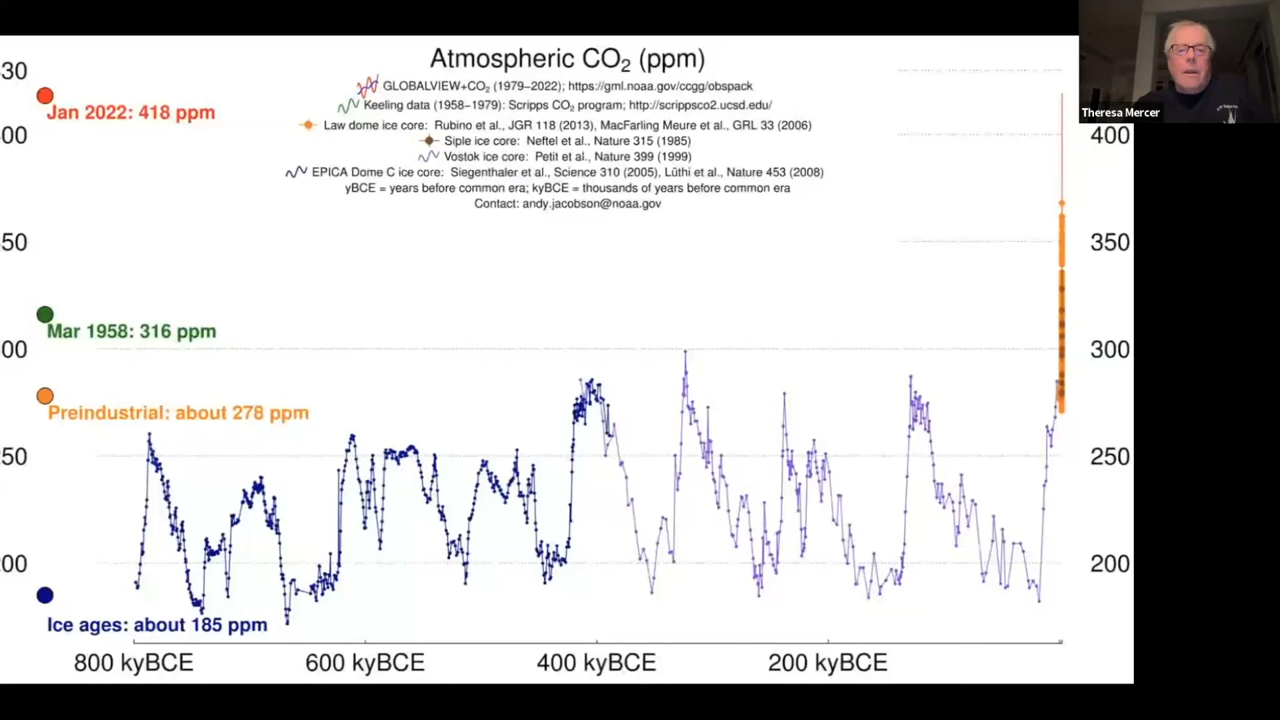 Atmospheric CO₂ (ppm)
GLOBALVIEW+CO₂ (1979–2022); https://gml.noaa.gov/ccgg/obspack
Keeling data (1958–1979): Scripps CO₂ program; http://scrippsco2.ucsd.edu/
Law dome ice core: Rubino et al., JGR 118 (2013), MacFarling Meure et al., GRL 33 (2006)
Siple ice core: Neftel et al., Nature 315 (1985)
Vostok ice core: Petit et al., Nature 399 (1999)
EPICA Dome C ice core: Siegenthaler et al., Science 310 (2005), Lüthi et al., Nature 453 (2008)
yBCE = years before common era; kyBCE = thousands of years before common era
Contact: andy.jacobson@noaa.gov
Theresa Mercer
30
00
50
00
50
00
Jan 2022: 418 ppm
Mar 1958: 316 ppm
Preindustrial: about 278 ppm
Ice ages: about 185 ppm
400
350
300
250
200
800 kyBCE
600 kyBCE
400 kyBCE
200 kyBCE